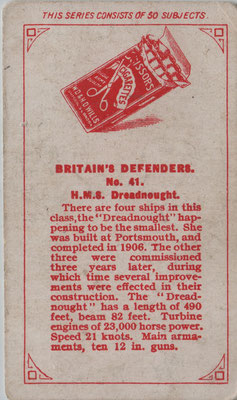 THIS SERIES CONSISTS OF 50 SUBJECTS.
SCISSORS
CIGARETTES
W.D.& H.O. WILLS
BRITAIN'S DEFENDERS.
No. 41.
H.M.S. Dreadnought.
There are four ships in this
class, the "Dreadnought" hap-
pening to be the smallest. She
was built at Portsmouth, and
completed in 1906. The other
three were commissioned
three years later, during
which time several improve-
ments were effected in their
construction. The "Dread-
nought" has a length of 490
feet, beam 82 feet. Turbine
engines of 23,000 horse power.
Speed 21 knots. Main arma-
ments, ten 12 in. guns.